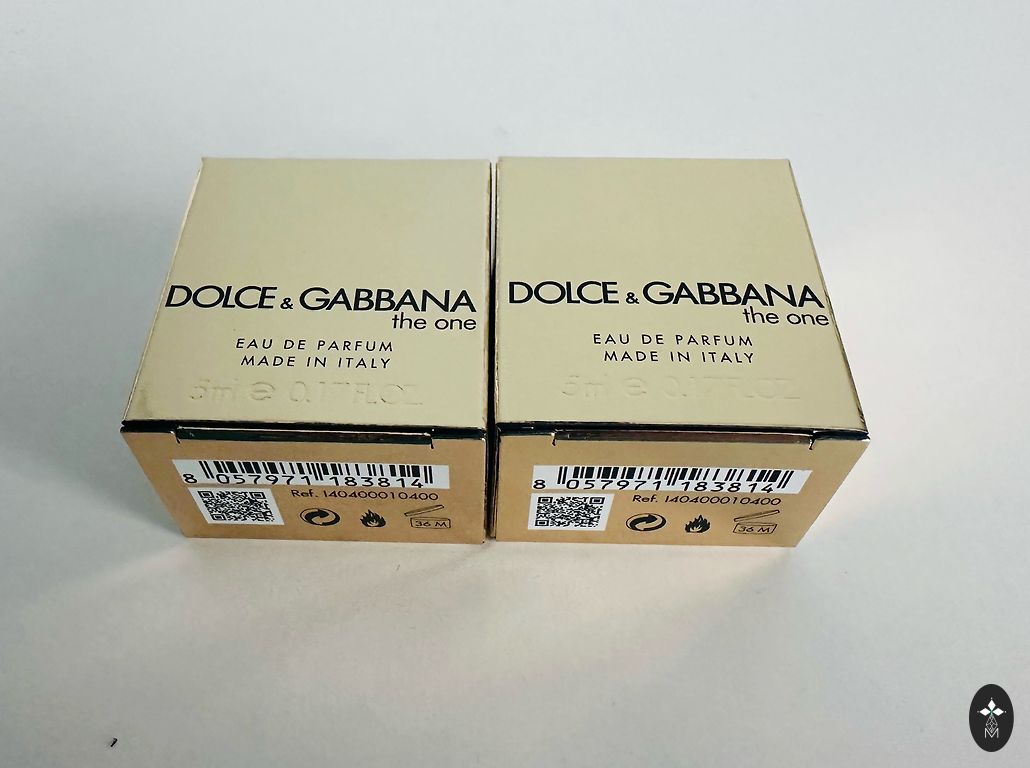 DOLCE & GABBANA
the one
EAU DE PARFUM
MADE IN ITALY
5ml e 0.17FL.OZ
8 057971 183814
Ref. I40400010400
36 M
DOLCE & GABBANA
the one
EAU DE PARFUM
MADE IN ITALY
5ml e 0.17FL.OZ
8 057971 183814
Ref. I40400010400
36 M
M